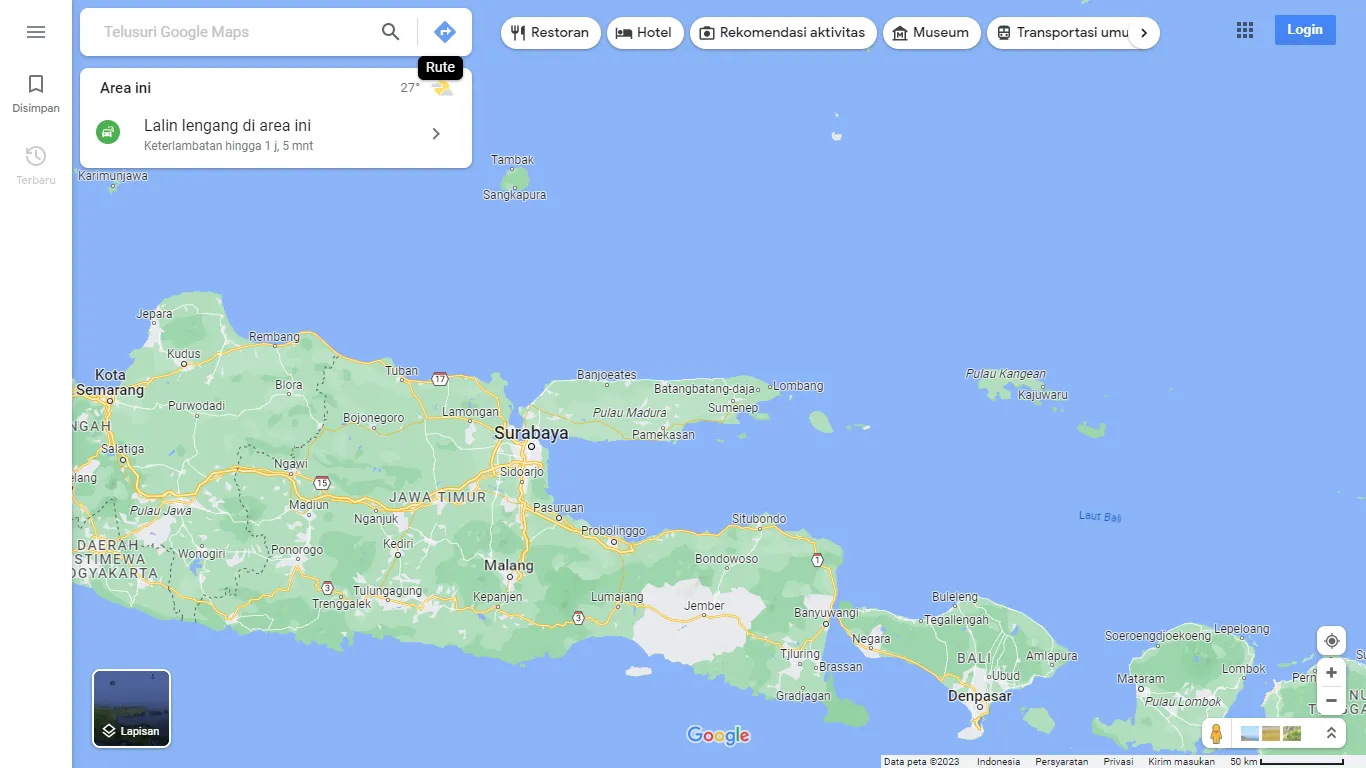 Telusuri Google Maps
Restoran
Hotel
Rekomendasi aktivitas
Museum
Transportasi umu
Login
Rute
Disimpan
Terbaru
Area ini
27°
Lalin lengang di area ini
Keterlambatan hingga 1 j, 5 mnt
Tambak
Sangkapura
Karimunjawa
Jepara
Rembang
Kudus
Tuban
17
Banjoeates
Batangbatang-daja
Lombang
Pulau Kangean
Kajuwaru
Kota
Semarang
Blora
Purwodadi
Bojonegoro
Lamongan
Pulau Madura
Sumenep
Pamekasan
NGAH
Surabaya
Salatiga
Ngawi
Sidoarjo
elang
15
JAWA TIMUR
Madiun
Nganjuk
Pulau Jawa
Pasuruan
Probolinggo
Situbondo
Laut Bali
DAERAH
STIMEWA
OGYAKARTA
Wonogiri
Ponorogo
Kediri
Malang
Bondowoso
1
3
Trenggalek
Tulungagung
Kepanjen
3
Lumajang
Jember
Banyuwangi
Buleleng
Tegallengah
Negara
Tjluring
Brassan
Gradjagan
BALI
Amlapura
Ubud
Denpasar
Soeroengdjoekoeng
Lepeloang
Lombok
Mataram
Pulau Lombok
Pern
Su
NU
T
GGA
Lapisan
Google
Data peta ©2023
Indonesia
Persyaratan
Privasi
Kirim masukan
50 km